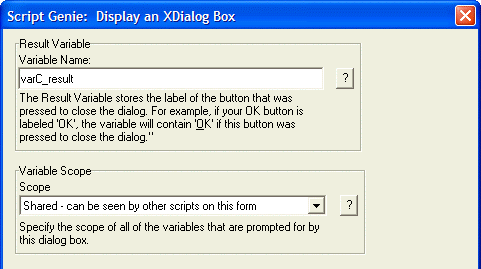 Script Genie:  Display an XDialog Box
Result Variable
Variable Name:
varC_result
?
The Result Variable stores the label of the button that was
pressed to close the dialog. For example, if your OK button is
labeled 'OK', the variable will contain 'OK' if this button was
pressed to close the dialog."
Variable Scope
Scope
Shared - can be seen by other scripts on this form
?
Specify the scope of all of the variables that are prompted for by
this dialog box.